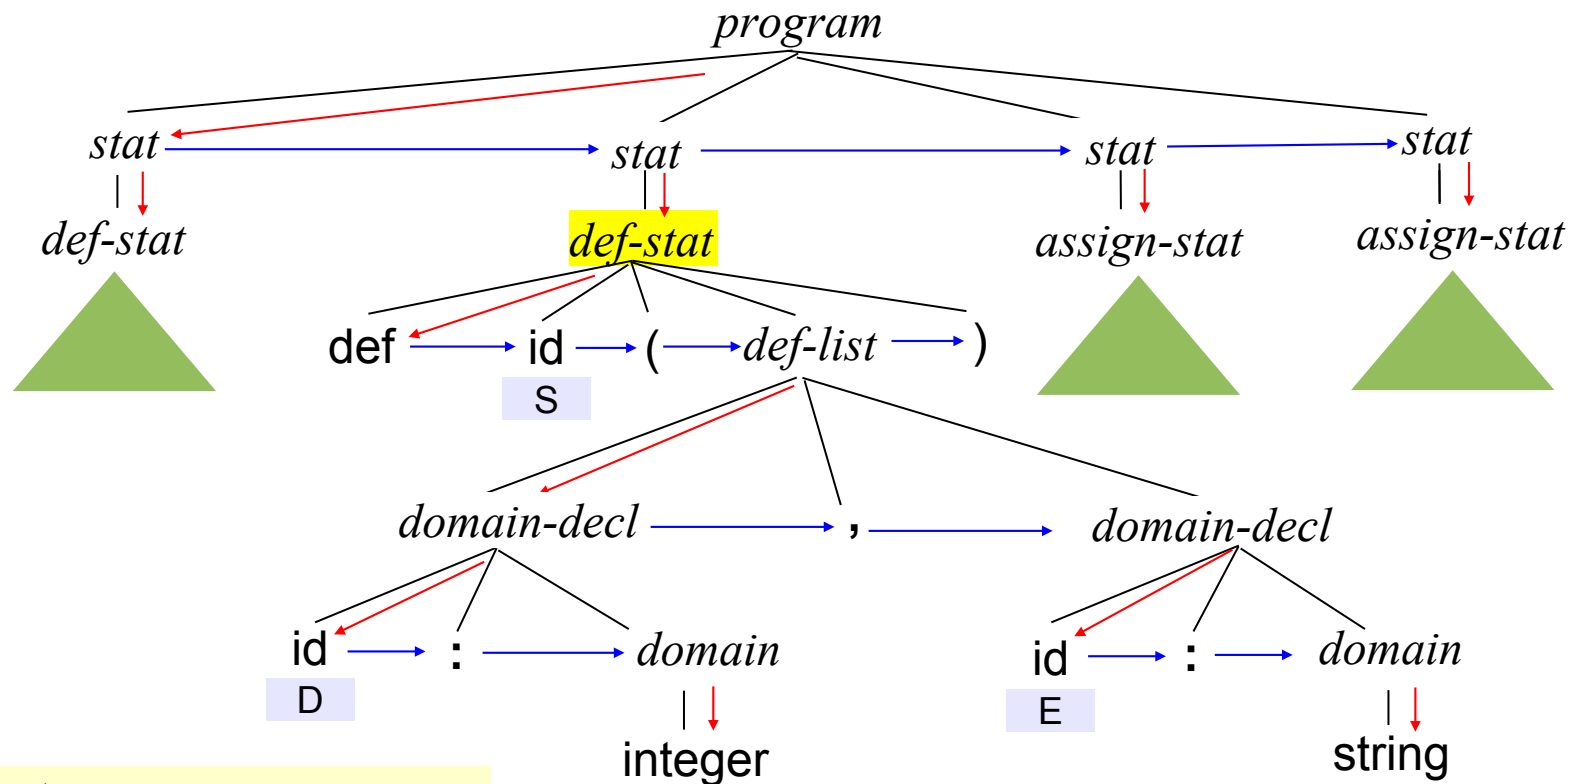 program
stat stat stat stat
def-stat def-stat assign-stat assign-stat
def id ( def-list )
S
domain-decl , domain-decl
id : domain id : domain
D E
integer string